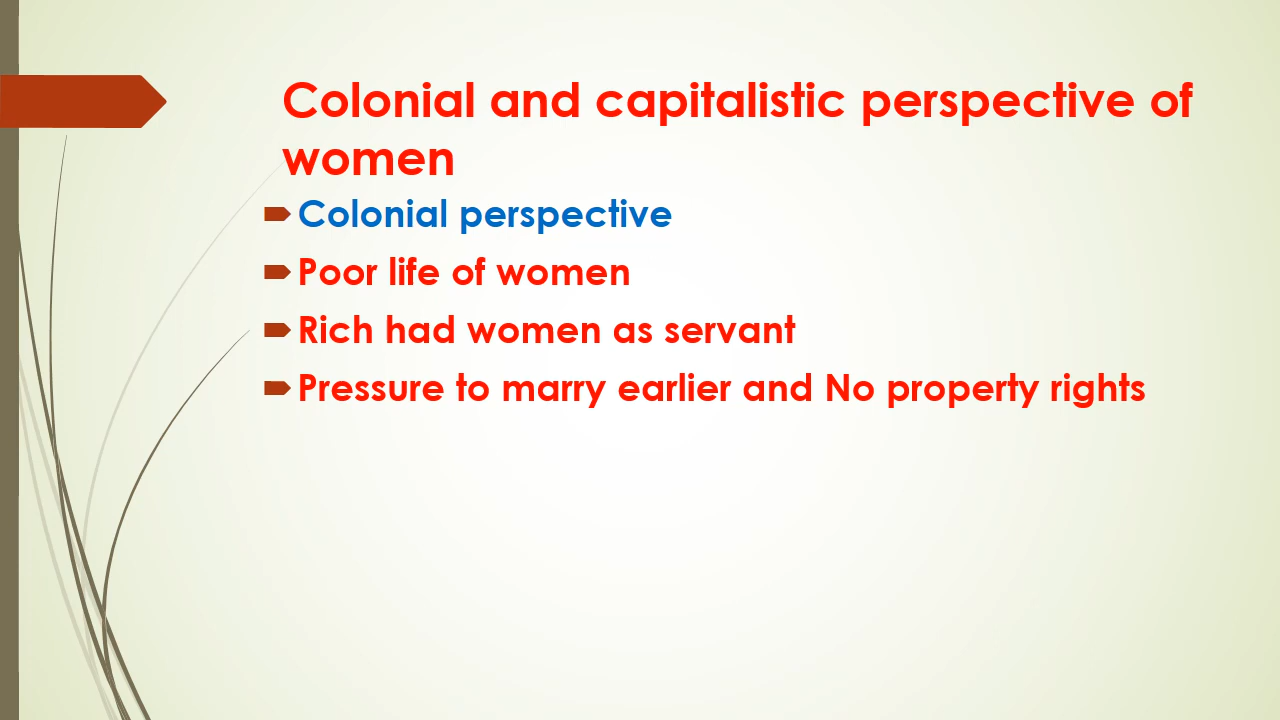 Colonial and capitalistic perspective of
women
Colonial perspective
Poor life of women
Rich had women as servant
Pressure to marry earlier and No property rights